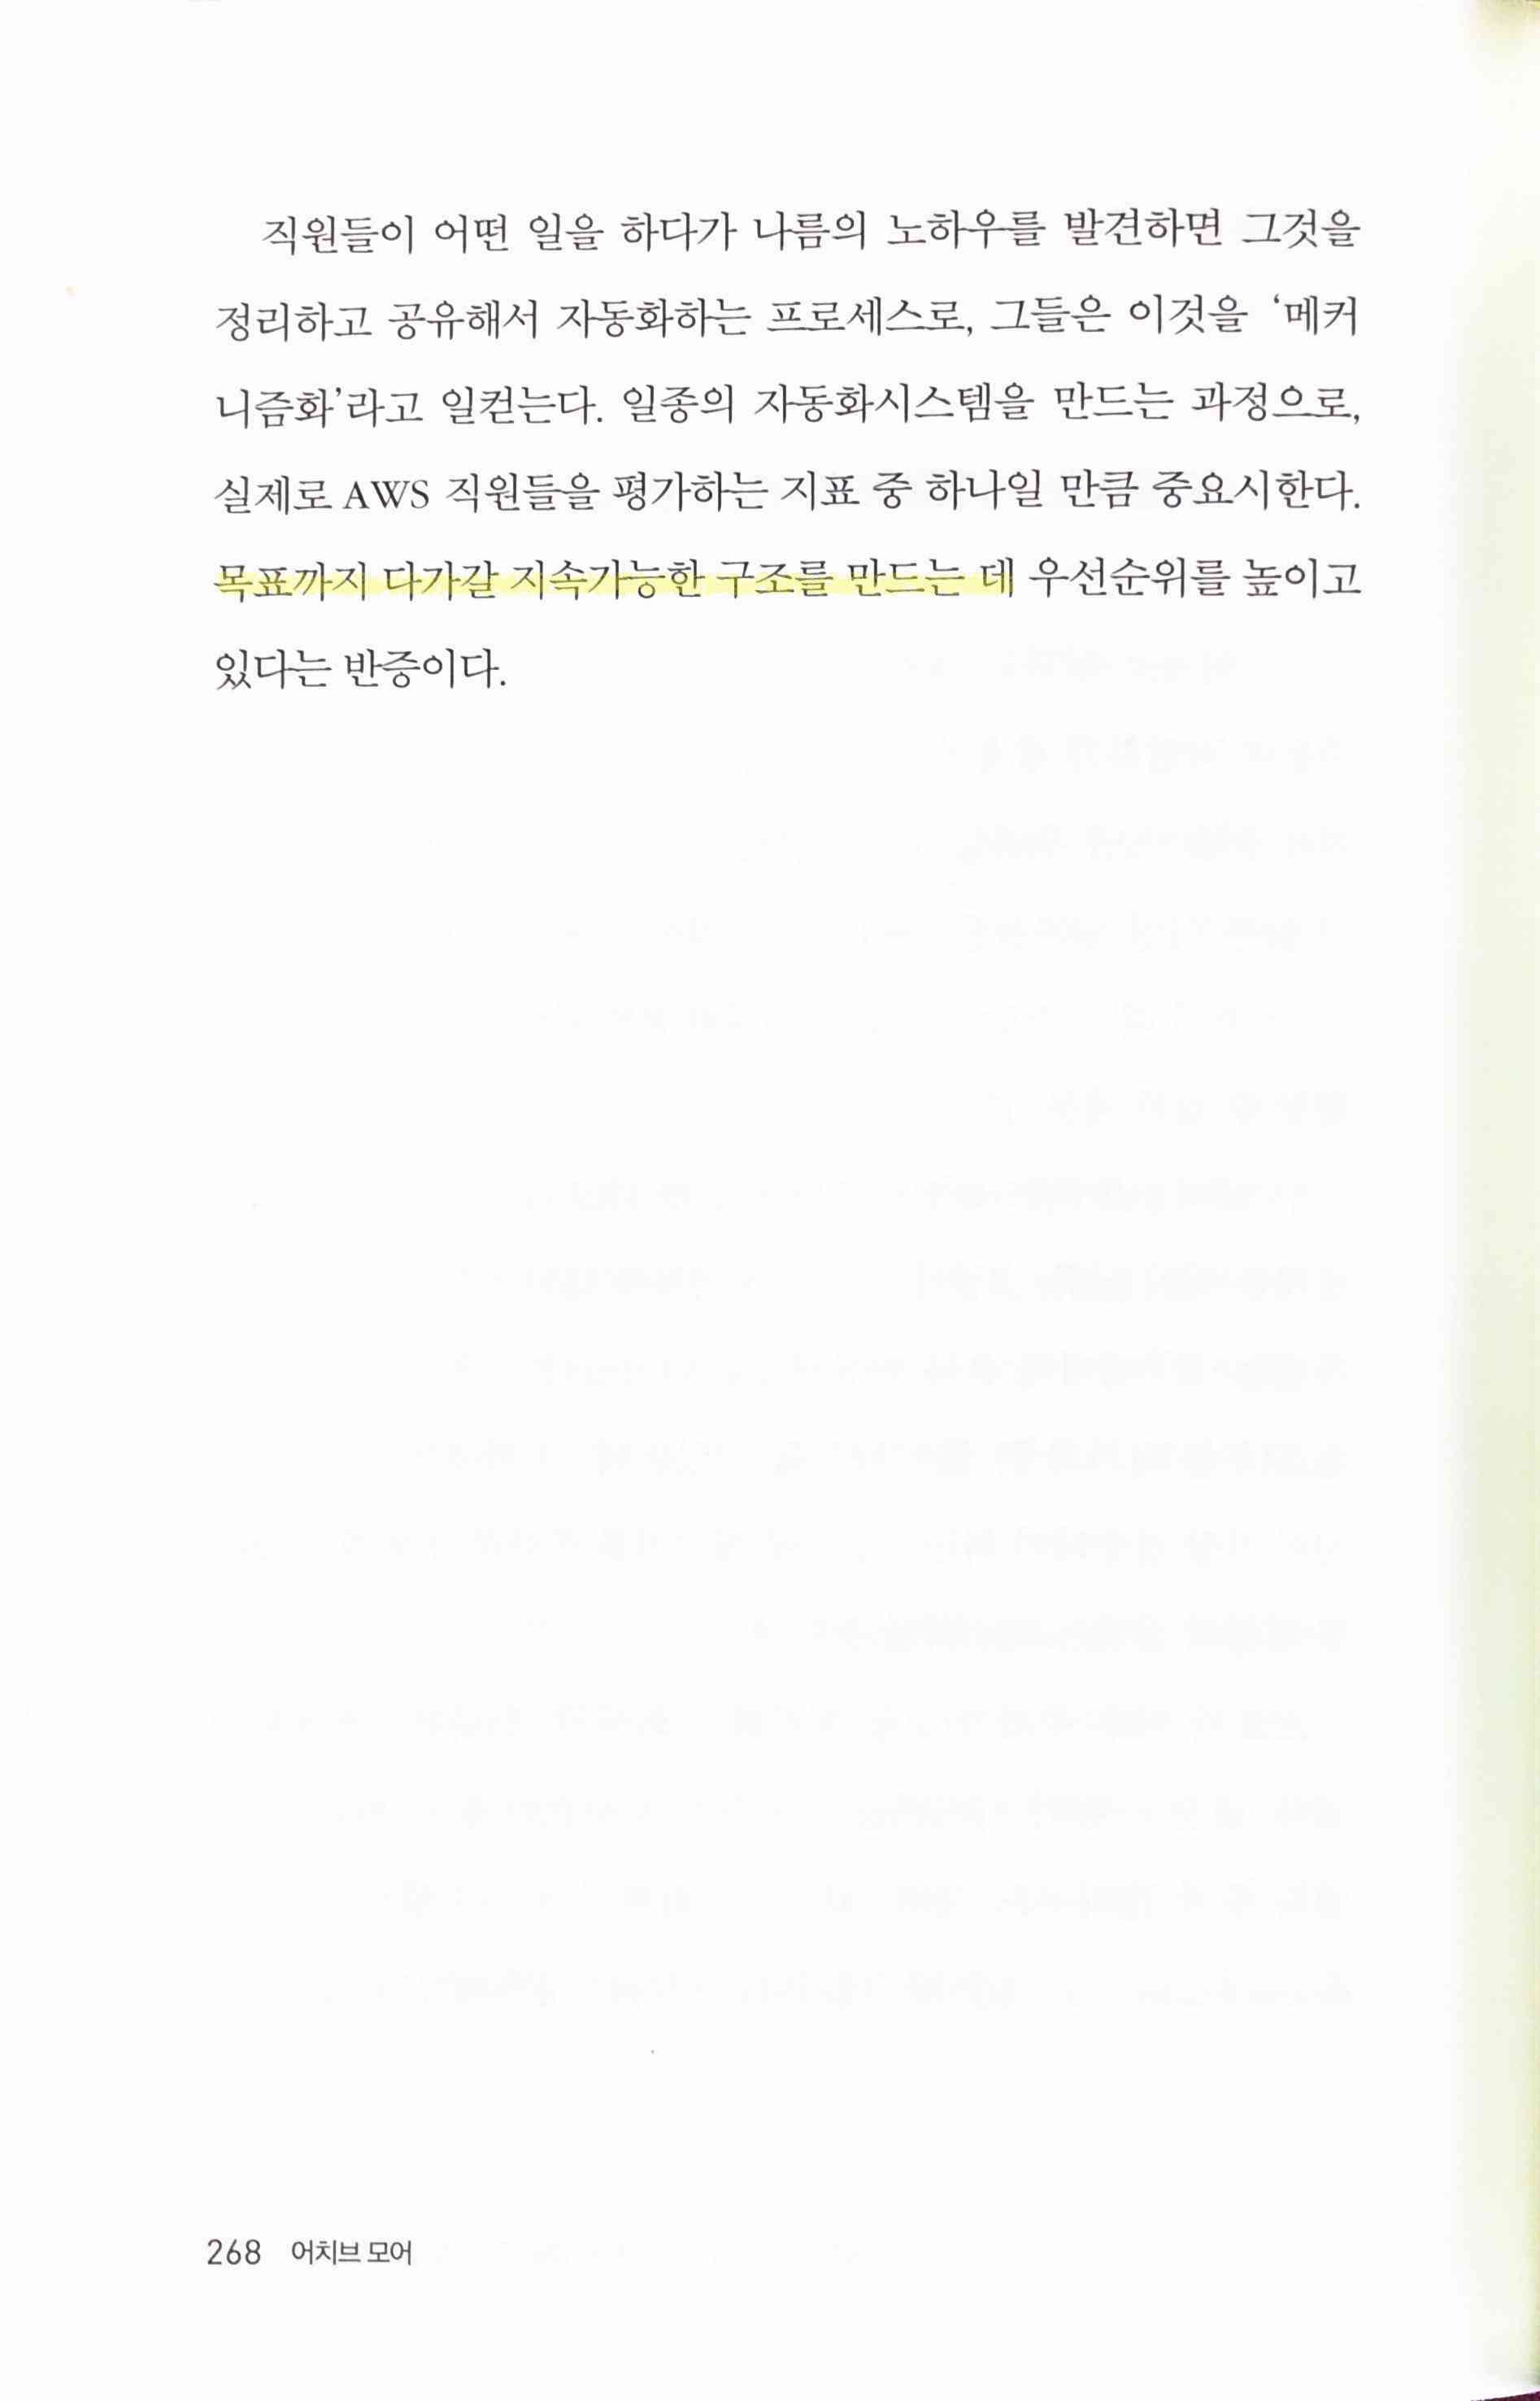 직원들이 어떤 일을 하다가 나름의 노하우를 발견하면 그것을
정리하고 공유해서 자동화하는 프로세스로, 그들은 이것을 ‘메커
니즘화’라고 일컫는다. 일종의 자동화시스템을 만드는 과정으로,
실제로 AWS 직원들을 평가하는 지표 중 하나일 만큼 중요시한다.
목표까지 다가갈 지속가능한 구조를 만드는 데 우선순위를 높이고
있다는 반증이다.
268 어치브 모어